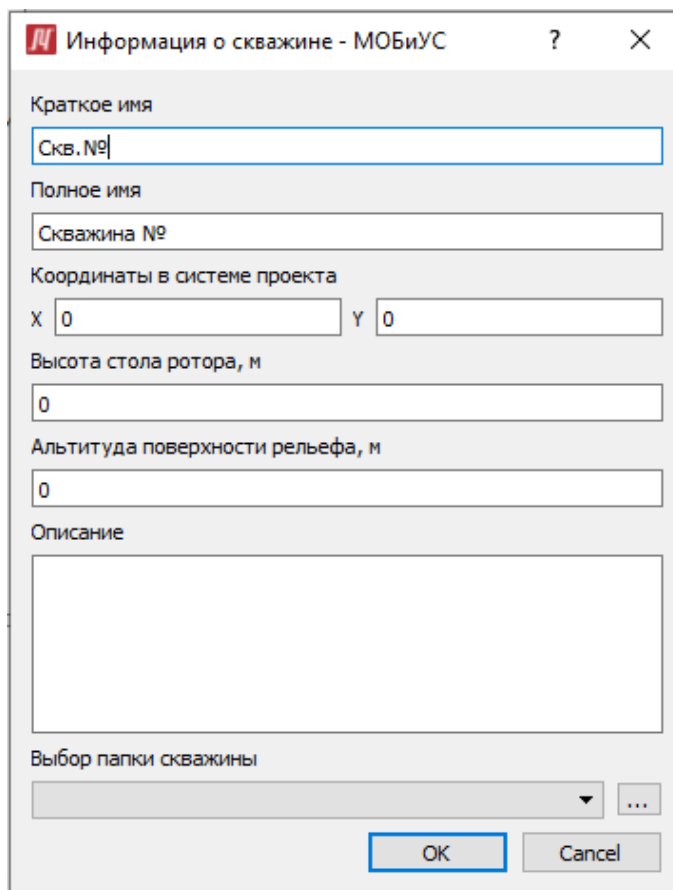 Информация о скважине - МОБиУС ?
Краткое имя
Скв.№
Полное имя
Скважина №
Координаты в системе проекта
X 0 Y 0
Высота стола ротора, м
0
Альтитуда поверхности рельефа, м
0
Описание
Выбор папки скважины
...
OK Cancel